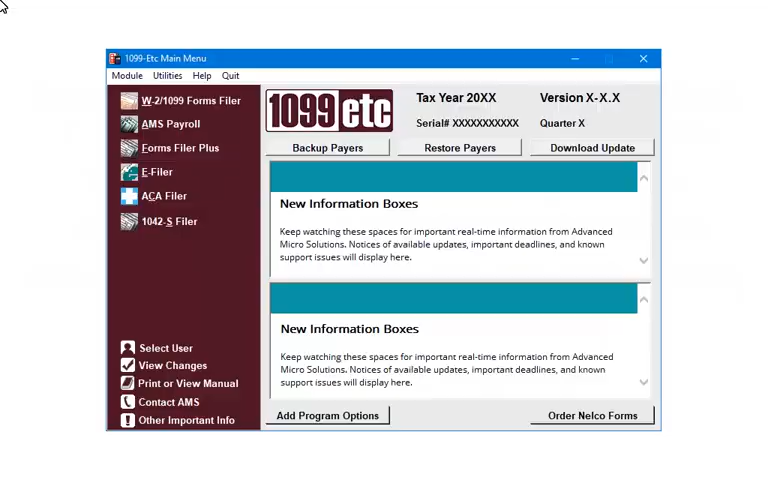 1099-Etc Main Menu
Module Utilities Help Quit
W-2/1099 Forms Filer
AMS Payroll
Forms Filer Plus
E-Filer
ACA Filer
1042-S Filer
Select User
View Changes
Print or View Manual
Contact AMS
Other Important Info
1099 etc
Tax Year 20XX
Version X-X.X
Serial# XXXXXXXXXXX
Quarter X
Backup Payers
Restore Payers
Download Update
New Information Boxes
Keep watching these spaces for important real-time information from Advanced
Micro Solutions. Notices of available updates, important deadlines, and known
support issues will display here.
New Information Boxes
Keep watching these spaces for important real-time information from Advanced
Micro Solutions. Notices of available updates, important deadlines, and known
support issues will display here.
Add Program Options
Order Nelco Forms